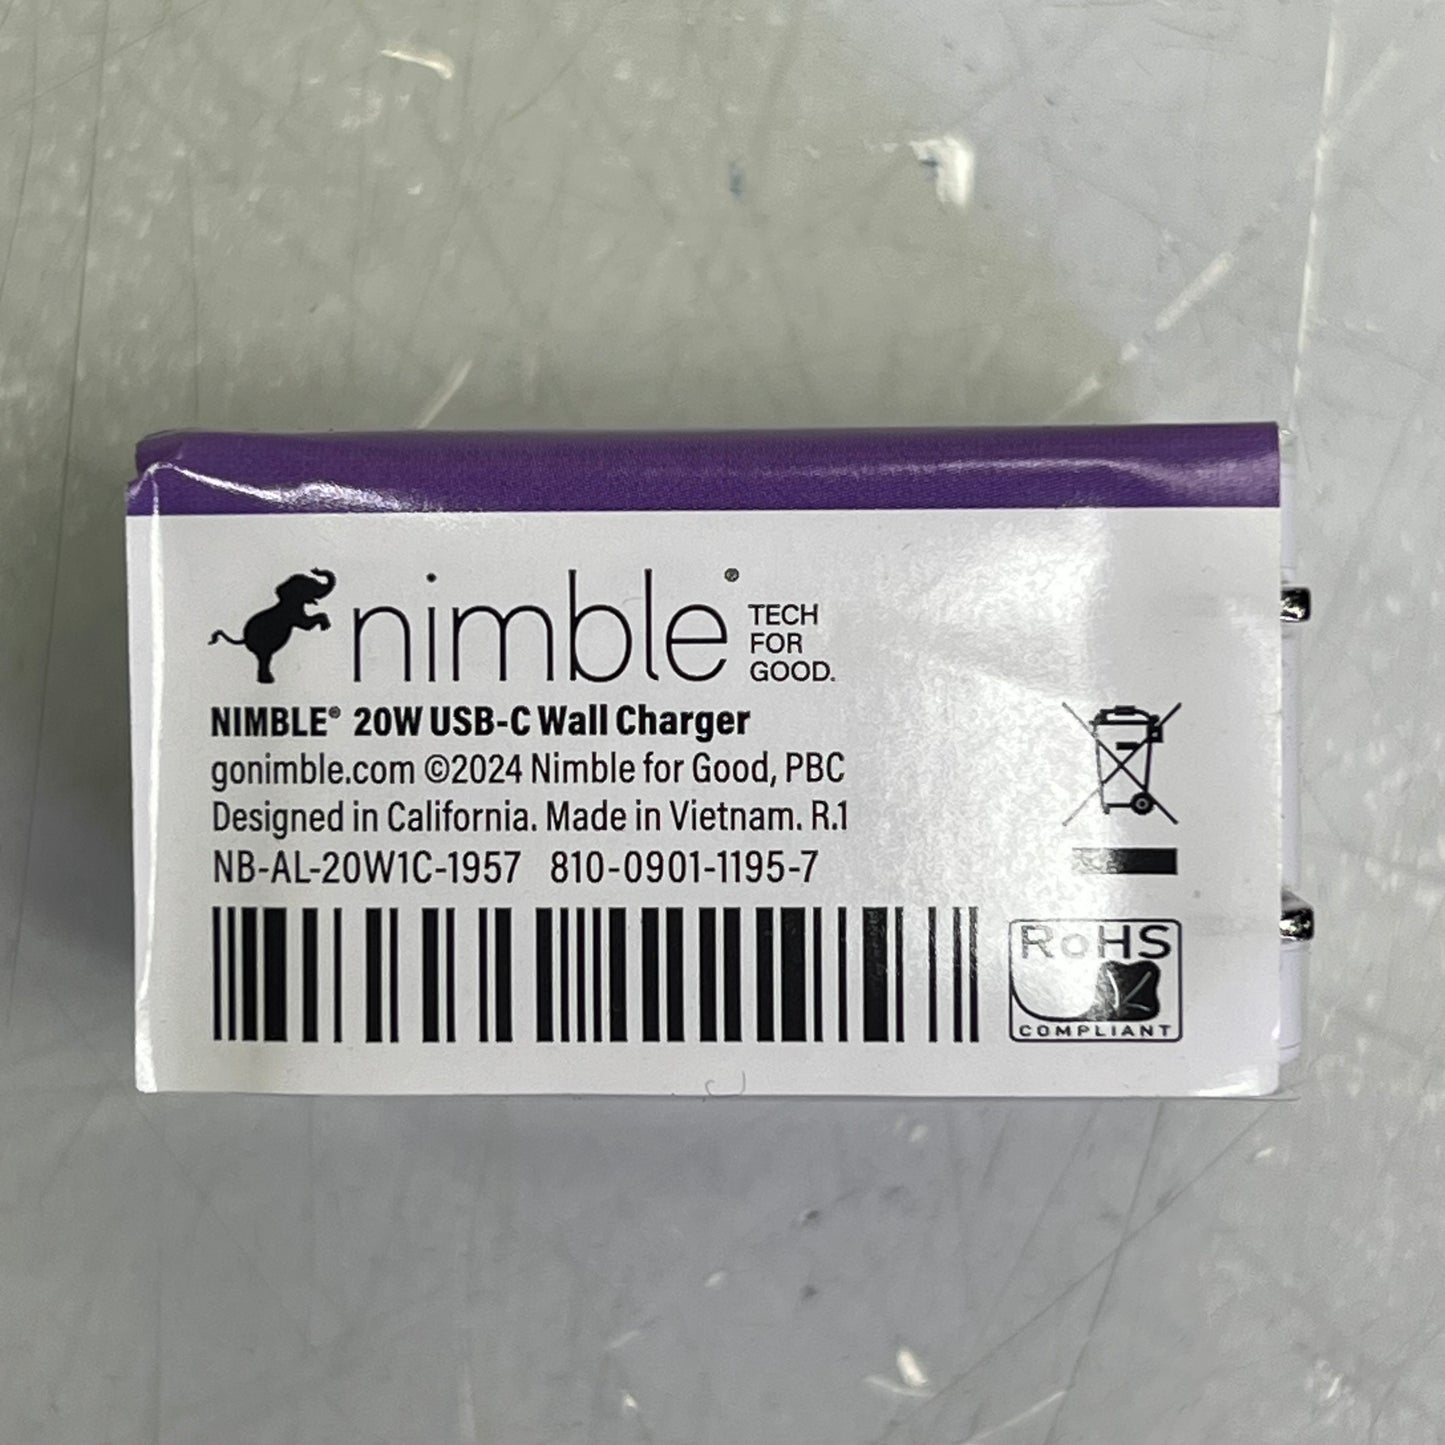 nimble®
TECH
FOR
GOOD.
NIMBLE® 20W USB-C Wall Charger
gonimble.com ©2024 Nimble for Good, PBC
Designed in California. Made in Vietnam. R.1
NB-AL-20W1C-1957 810-0901-1195-7
RoHS
COMPLIANT